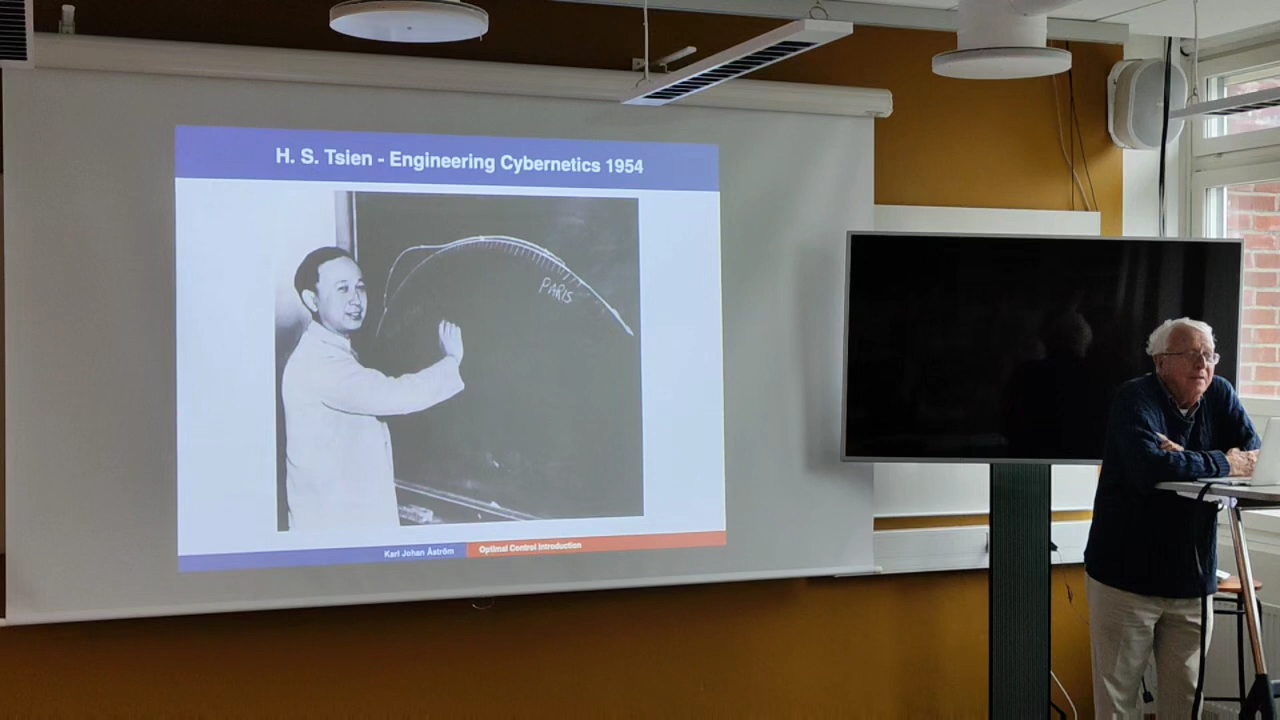 H. S. Tsien - Engineering Cybernetics 1954
PARIS
Karl Johan Åström
Optimal Control Introduction